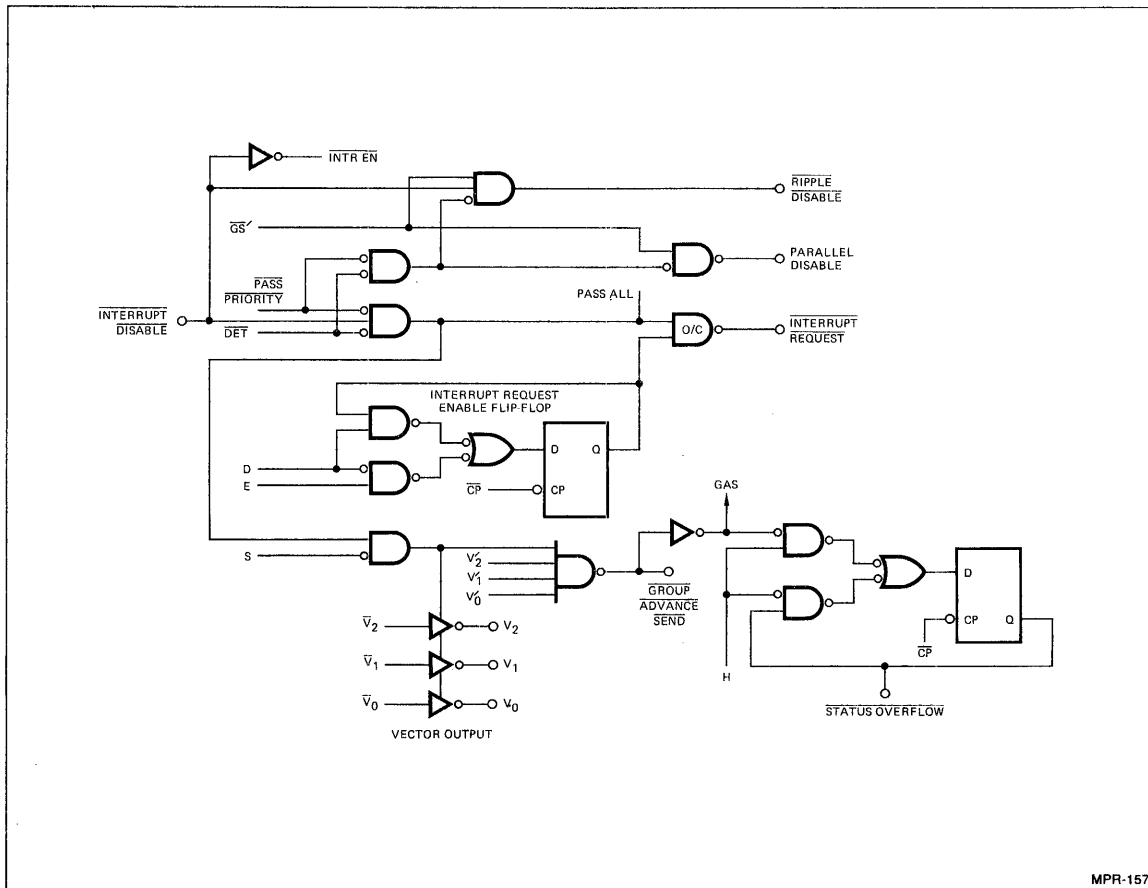 INTR EN
RIPPLE
DISABLE
GS′
PARALLEL
DISABLE
PASS
PRIORITY
PASS ALL
INTERRUPT
DISABLE
DET
O/C
INTERRUPT
REQUEST
INTERRUPT REQUEST
ENABLE FLIP-FLOP
D
Q
D
E
CP
CP
GAS
S
V′2
V′1
V′0
GROUP
ADVANCE
SEND
D
CP
Q
CP
V̅2
V2
V̅1
V1
V̅0
V0
H
STATUS OVERFLOW
VECTOR OUTPUT
MPR-157